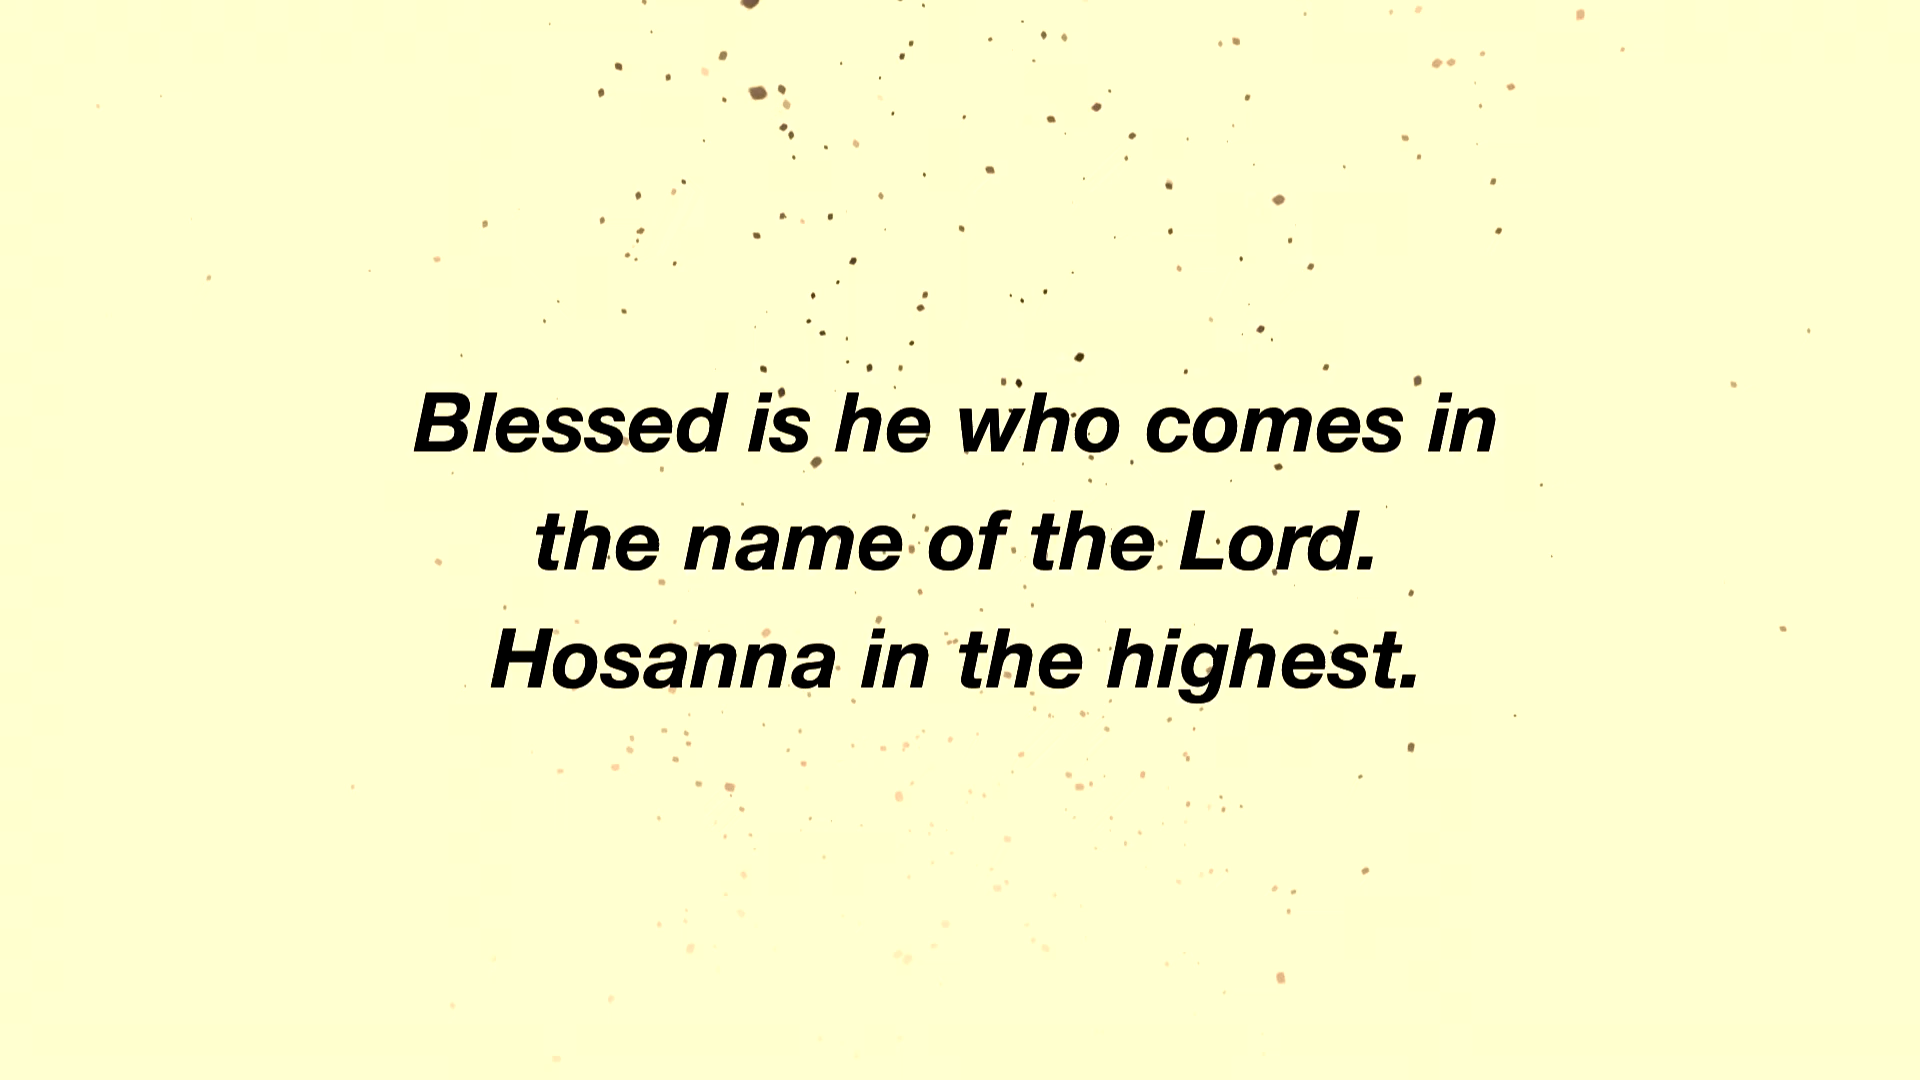 Blessed is he who comes in
the name of the Lord.
Hosanna in the highest.